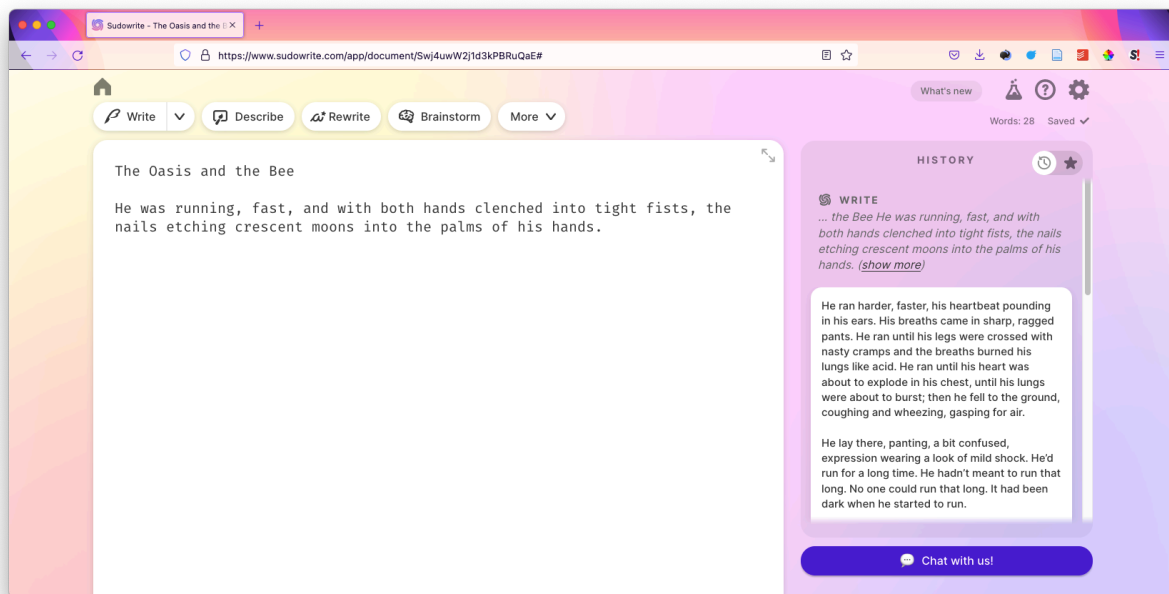 Sudowrite - The Oasis and the
https://www.sudowrite.com/app/document/Swj4uwW2j1d3kPBRuQaE#
What's new
Write
Describe
Rewrite
Brainstorm
More
Words: 28
Saved
The Oasis and the Bee
He was running, fast, and with both hands clenched into tight fists, the
nails etching crescent moons into the palms of his hands.
HISTORY
WRITE
... the Bee He was running, fast, and with
both hands clenched into tight fists, the nails
etching crescent moons into the palms of his
hands. (show more)
He ran harder, faster, his heartbeat pounding
in his ears. His breaths came in sharp, ragged
pants. He ran until his legs were crossed with
nasty cramps and the breaths burned his
lungs like acid. He ran until his heart was
about to explode in his chest, until his lungs
were about to burst; then he fell to the ground,
coughing and wheezing, gasping for air.
He lay there, panting, a bit confused,
expression wearing a look of mild shock. He'd
run for a long time. He hadn't meant to run that
long. No one could run that long. It had been
dark when he started to run.
Chat with us!